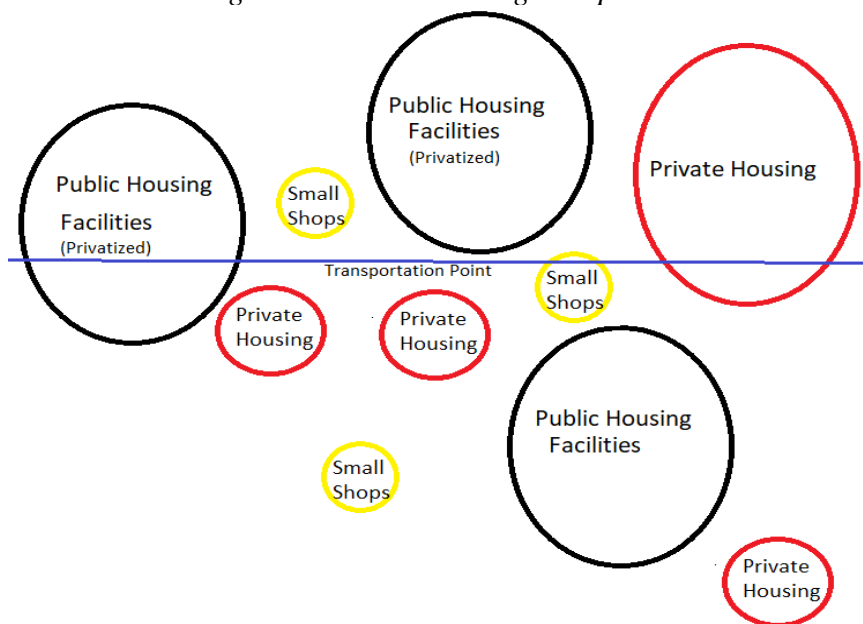 Public Housing
Facilities
(Privatized)
Private Housing
Public Housing
Facilities
(Privatized)
Small
Shops
Transportation Point
Small
Shops
Private
Housing
Private
Housing
Public Housing
Facilities
Small
Shops
Private
Housing